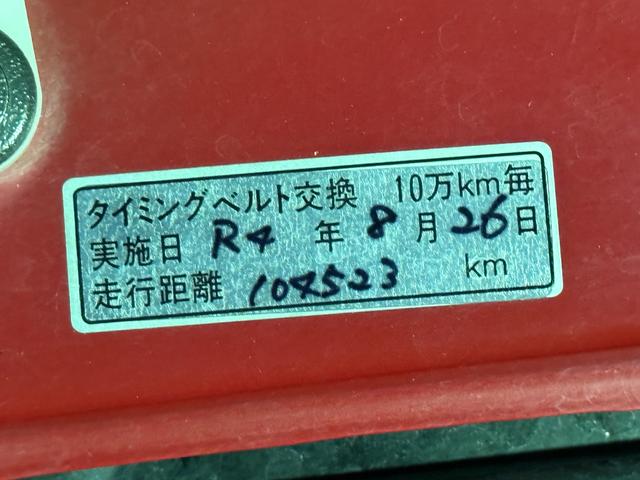 タイミングベルト交換 10万km毎
実施日 R4 年 8 月 26 日
走行距離 104523 km